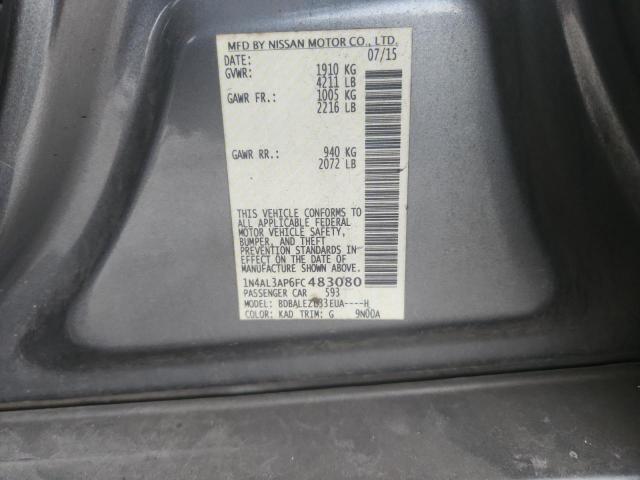 MFD BY NISSAN MOTOR CO., LTD.
DATE: 07/15
GVWR: 1910 KG
4211 LB
GAWR FR.: 1005 KG
2216 LB
GAWR RR.: 940 KG
2072 LB
THIS VEHICLE CONFORMS TO
ALL APPLICABLE FEDERAL
MOTOR VEHICLE SAFETY,
BUMPER, AND THEFT
PREVENTION STANDARDS IN
EFFECT ON THE DATE OF
MANUFACTURE SHOWN ABOVE.
1N4AL3AP6FC483080
PASSENGER CAR 593
MODEL:
COLOR: KAD TRIM: G 9N00A